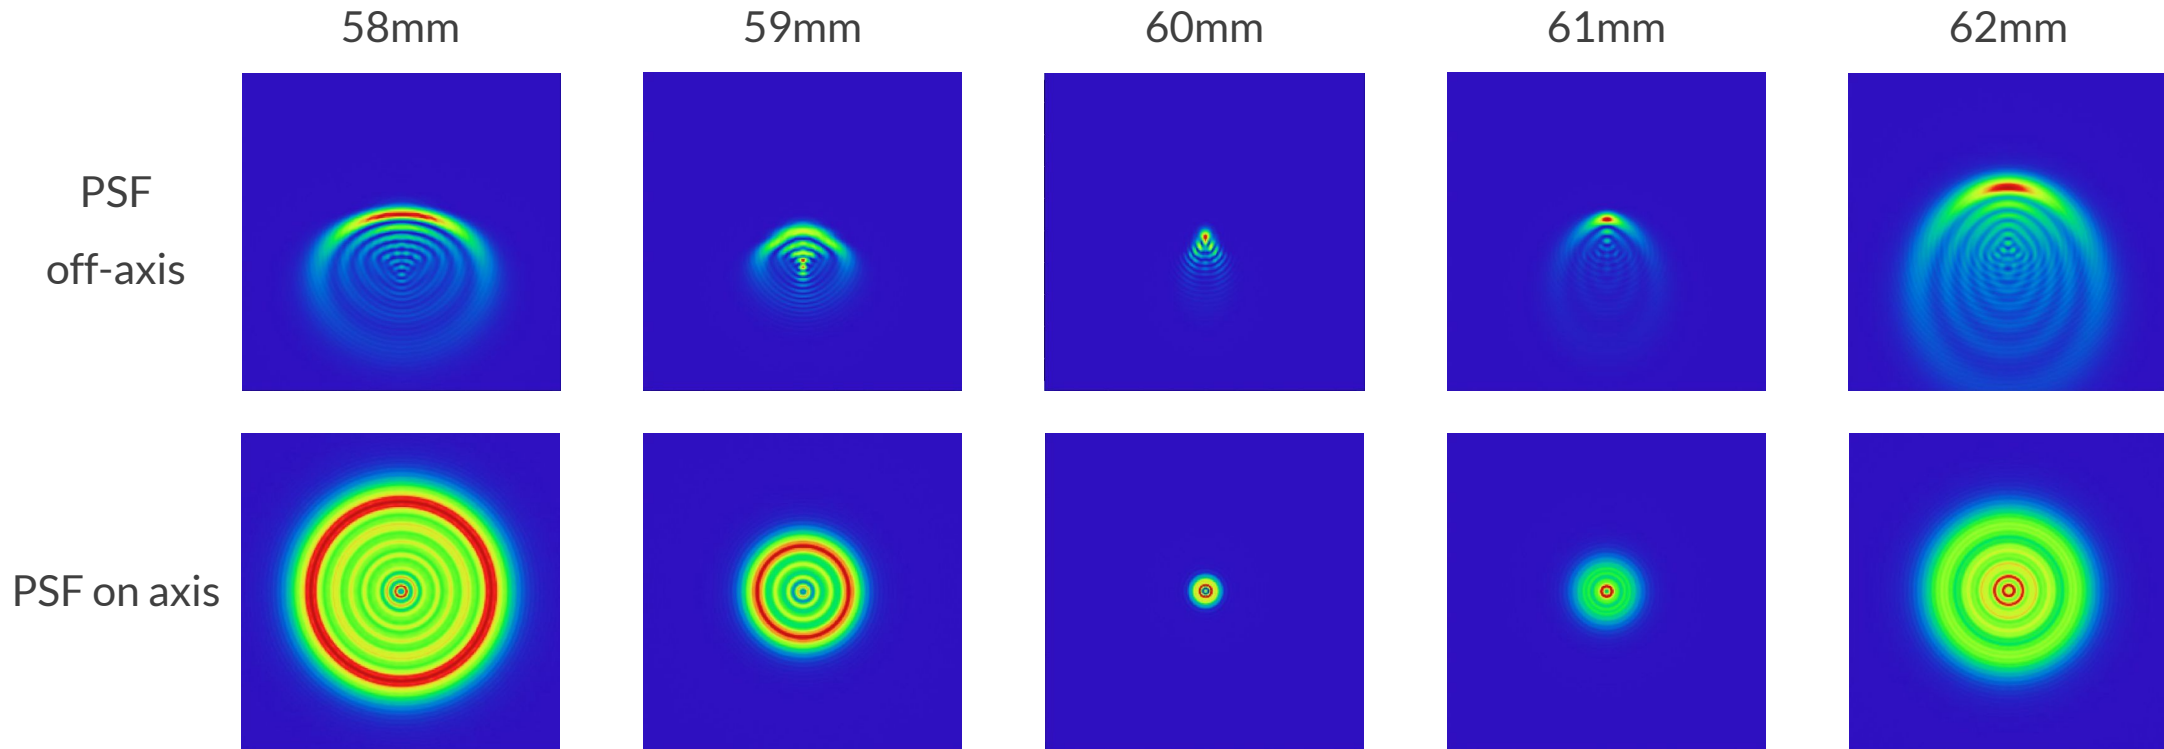 58mm
59mm
60mm
61mm
62mm
PSF
off-axis
PSF on axis